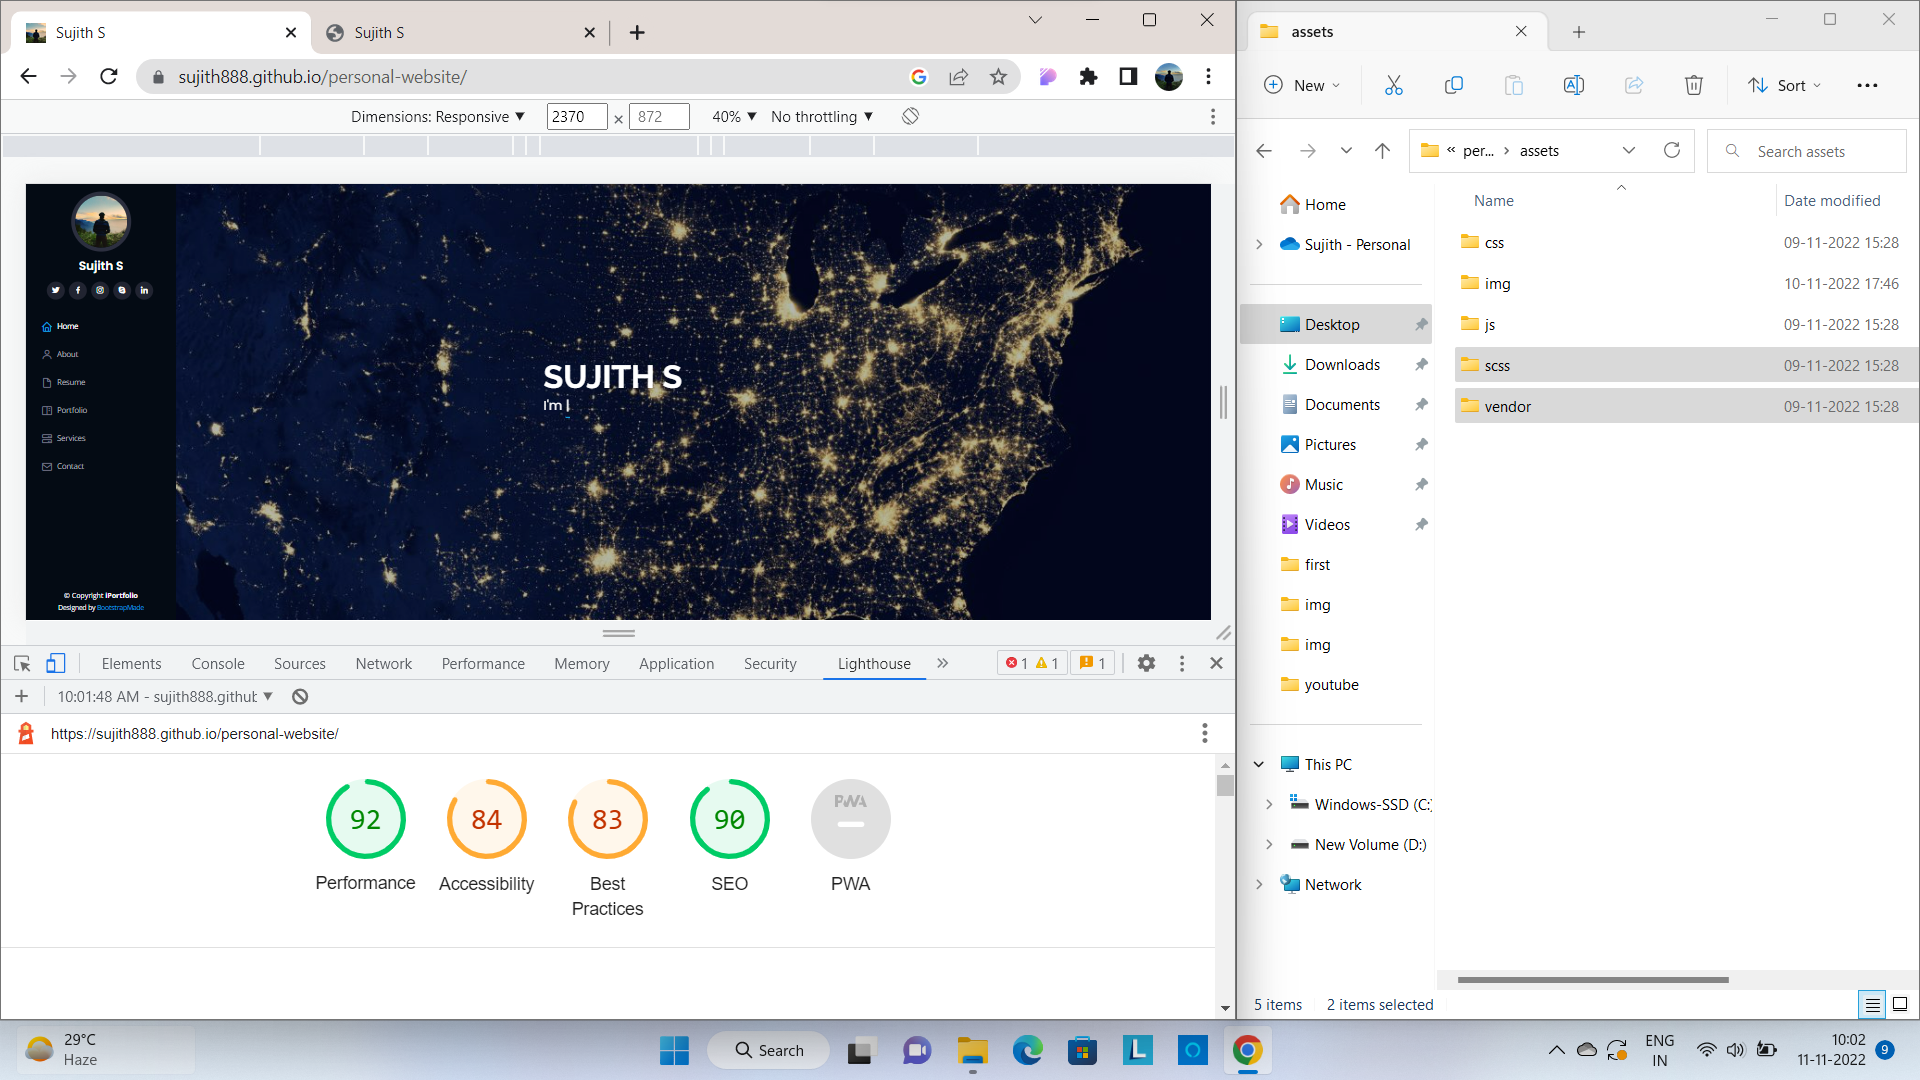 Sujith S
Sujith S
sujith888.github.io/personal-website/
Dimensions: Responsive ▼ 2370 × 872 40% ▼ No throttling ▼
Sujith S
Home
About
Resume
Portfolio
Services
Contact
© Copyright iPortfolio
Designed by BootstrapMade
SUJITH S
I'm |
Elements Console Sources Network Performance Memory Application Security Lighthouse » 1 1 1
10:01:48 AM - sujith888.github ▼
https://sujith888.github.io/personal-website/
92 84 83 90 PWA
Performance Accessibility Best Practices SEO PWA
assets
New Sort
« per... > assets
Search assets
Home
Sujith - Personal
Desktop
Downloads
Documents
Pictures
Music
Videos
first
img
img
youtube
This PC
Windows-SSD (C:)
New Volume (D:)
Network
Name Date modified
css 09-11-2022 15:28
img 10-11-2022 17:46
js 09-11-2022 15:28
scss 09-11-2022 15:28
vendor 09-11-2022 15:28
5 items 2 items selected
29°C
Haze
Search
ENG
IN
10:02
11-11-2022
9